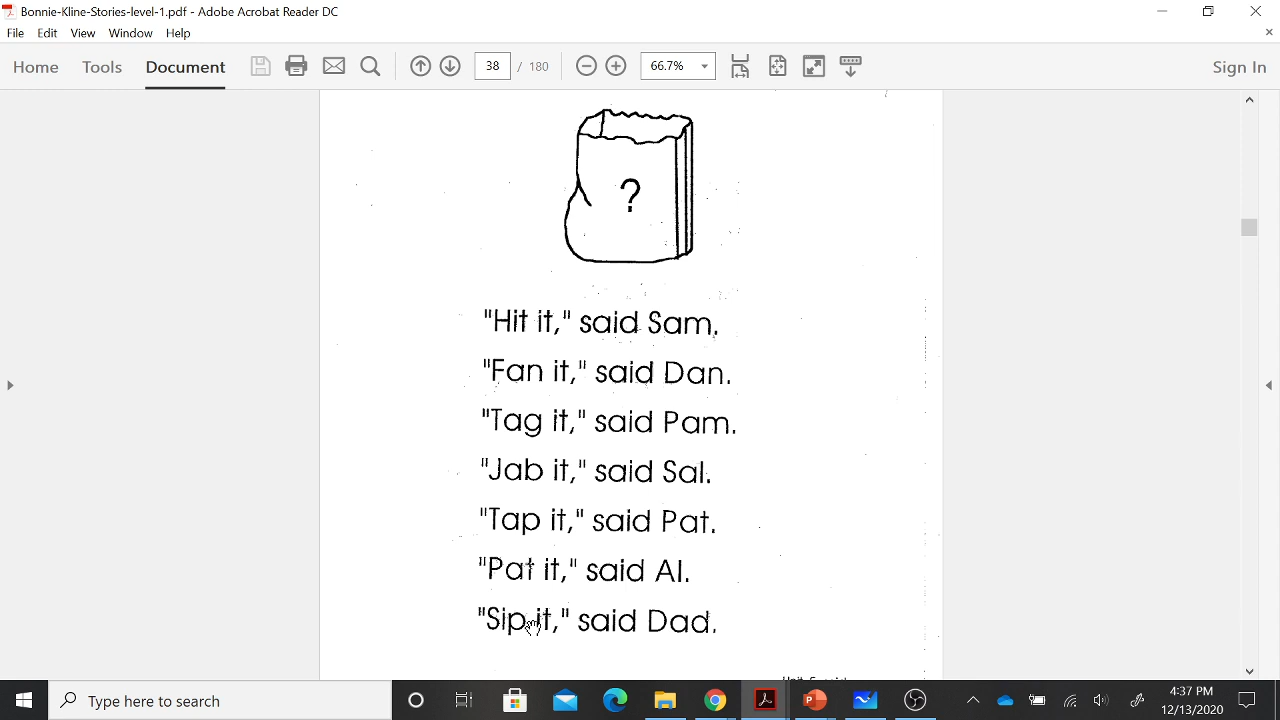 Bonnie-Kline-Stories-level-1.pdf - Adobe Acrobat Reader DC
File Edit View Window Help
Home Tools Document 38 / 180 66.7% Sign In
?
"Hit it," said Sam.
"Fan it," said Dan.
"Tag it," said Pam.
"Jab it," said Sal.
"Tap it," said Pat.
"Pat it," said Al.
"Sip it," said Dad.
Type here to search
4:37 PM
12/13/2020